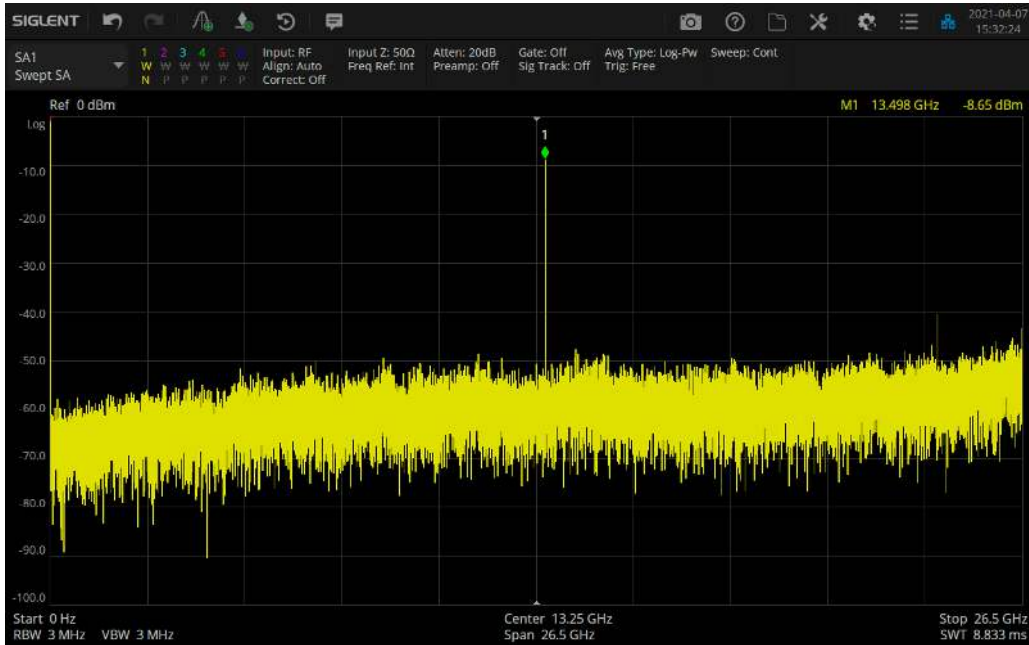 SIGLENT
2021-04-07
15:32:24
SA1
Swept SA
1 2 3 4 5 6
W W W W W W
N P P P P P
Input: RF
Align: Auto
Correct: Off
Input Z: 50Ω
Freq Ref: Int
Atten: 20dB
Preamp: Off
Gate: Off
Sig Track: Off
Avg Type: Log-Pw
Trig: Free
Sweep: Cont
Ref 0 dBm
M1 13.498 GHz -8.65 dBm
Log
1
-10.0
-20.0
-30.0
-40.0
-50.0
-60.0
-70.0
-80.0
-90.0
-100.0
Start 0 Hz
Center 13.25 GHz
Stop 26.5 GHz
RBW 3 MHz VBW 3 MHz
Span 26.5 GHz
SWT 8.833 ms